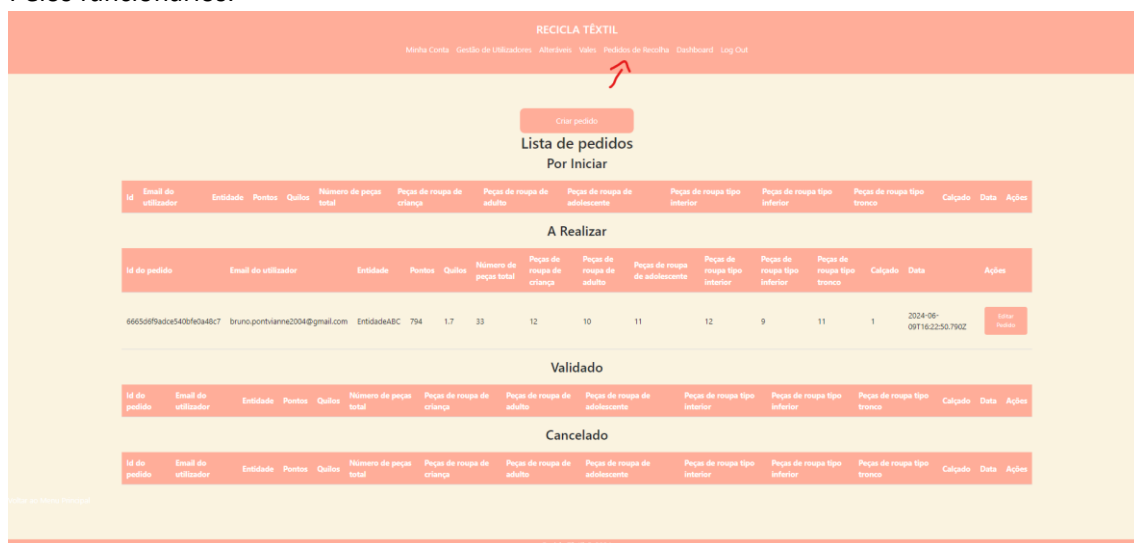 RECICLA TÊXTIL
Minha Conta Gestão de Utilizadores Alteráveis Vales Pedidos de Recolha Dashboard Log Out
Criar pedido
Lista de pedidos
Por Iniciar
Id Email do utilizador Entidade Pontos Quilos Número de peças total Peças de roupa de criança Peças de roupa de adulto Peças de roupa de adolescente Peças de roupa tipo interior Peças de roupa tipo inferior Peças de roupa tipo tronco Calçado Data Ações
A Realizar
Id do pedido Email do utilizador Entidade Pontos Quilos Número de peças total Peças de roupa de criança Peças de roupa de adulto Peças de roupa de adolescente Peças de roupa tipo interior Peças de roupa tipo inferior Peças de roupa tipo tronco Calçado Data Ações
6665d6f9adce540bfe0a48c7 bruno.pontvianne2004@gmail.com EntidadeABC 794 1.7 33 12 10 11 12 9 11 1 2024-06-09T16:22:50.790Z Editar Pedido
Validado
Id do pedido Email do utilizador Entidade Pontos Quilos Número de peças total Peças de roupa de criança Peças de roupa de adulto Peças de roupa de adolescente Peças de roupa tipo interior Peças de roupa tipo inferior Peças de roupa tipo tronco Calçado Data Ações
Cancelado
Id do pedido Email do utilizador Entidade Pontos Quilos Número de peças total Peças de roupa de criança Peças de roupa de adulto Peças de roupa de adolescente Peças de roupa tipo interior Peças de roupa tipo inferior Peças de roupa tipo tronco Calçado Data Ações